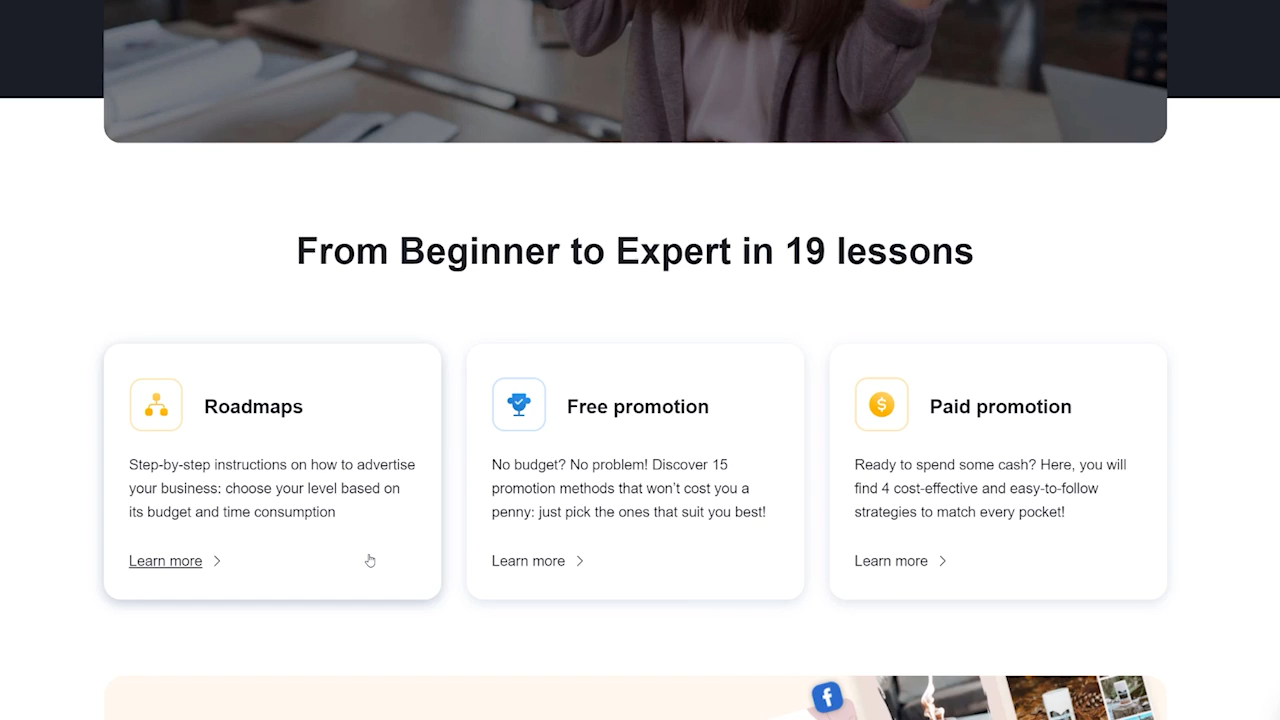 From Beginner to Expert in 19 lessons
Roadmaps
Step-by-step instructions on how to advertise
your business: choose your level based on
its budget and time consumption
Learn more
Free promotion
No budget? No problem! Discover 15
promotion methods that won’t cost you a
penny: just pick the ones that suit you best!
Learn more
Paid promotion
Ready to spend some cash? Here, you will
find 4 cost-effective and easy-to-follow
strategies to match every pocket!
Learn more